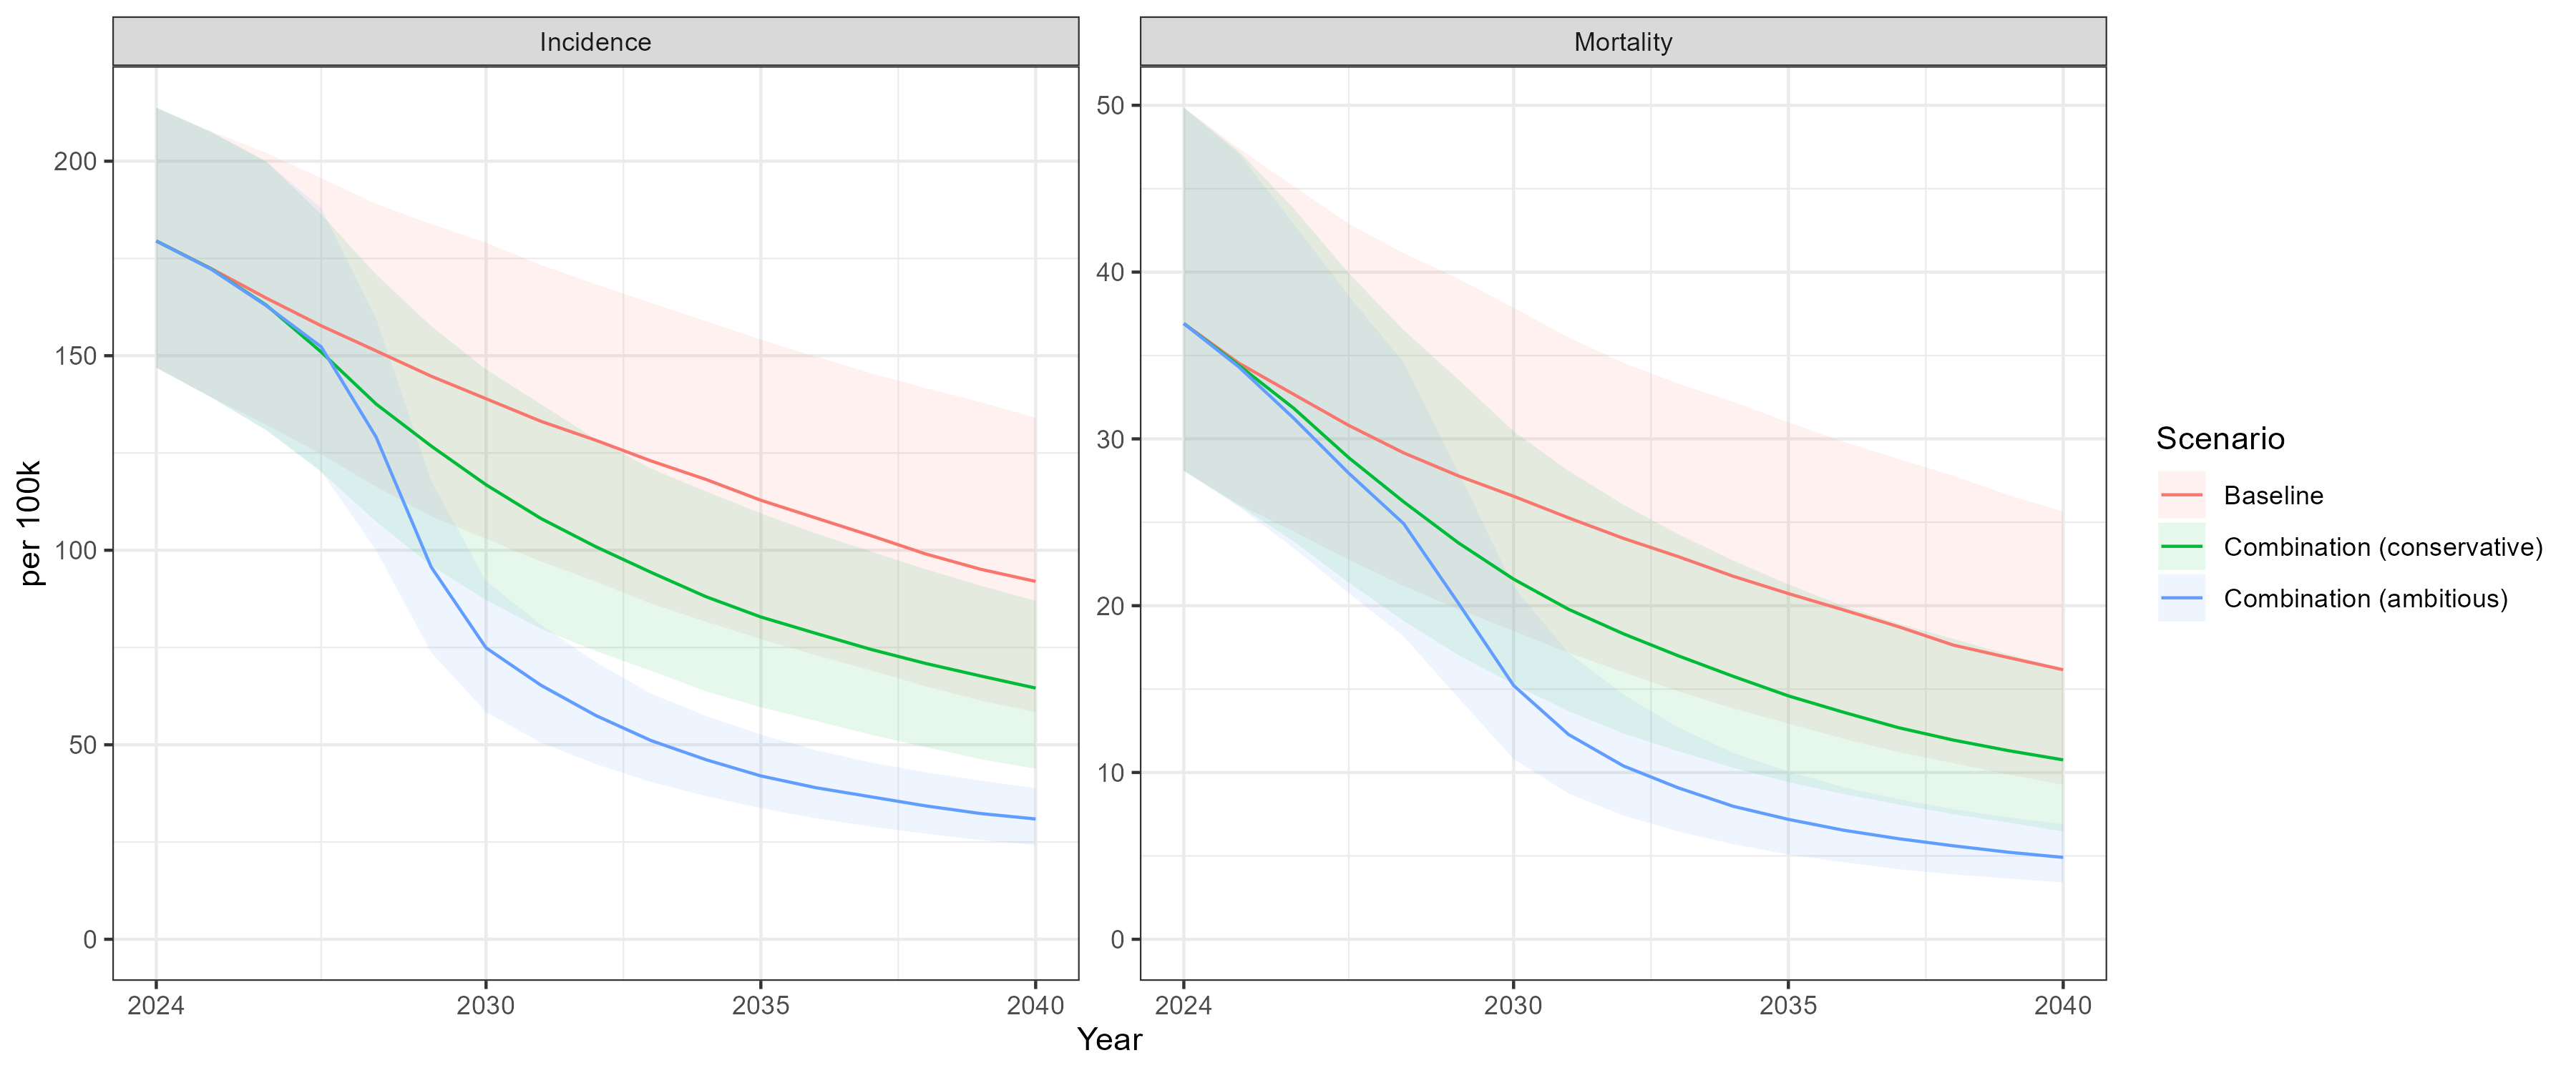 Incidence
Mortality
per 100k
200
150
100
50
0
50
40
30
20
10
0
2024 2030 2035 2040
2024 2030 2035 2040
Year
Scenario
Baseline
Combination (conservative)
Combination (ambitious)